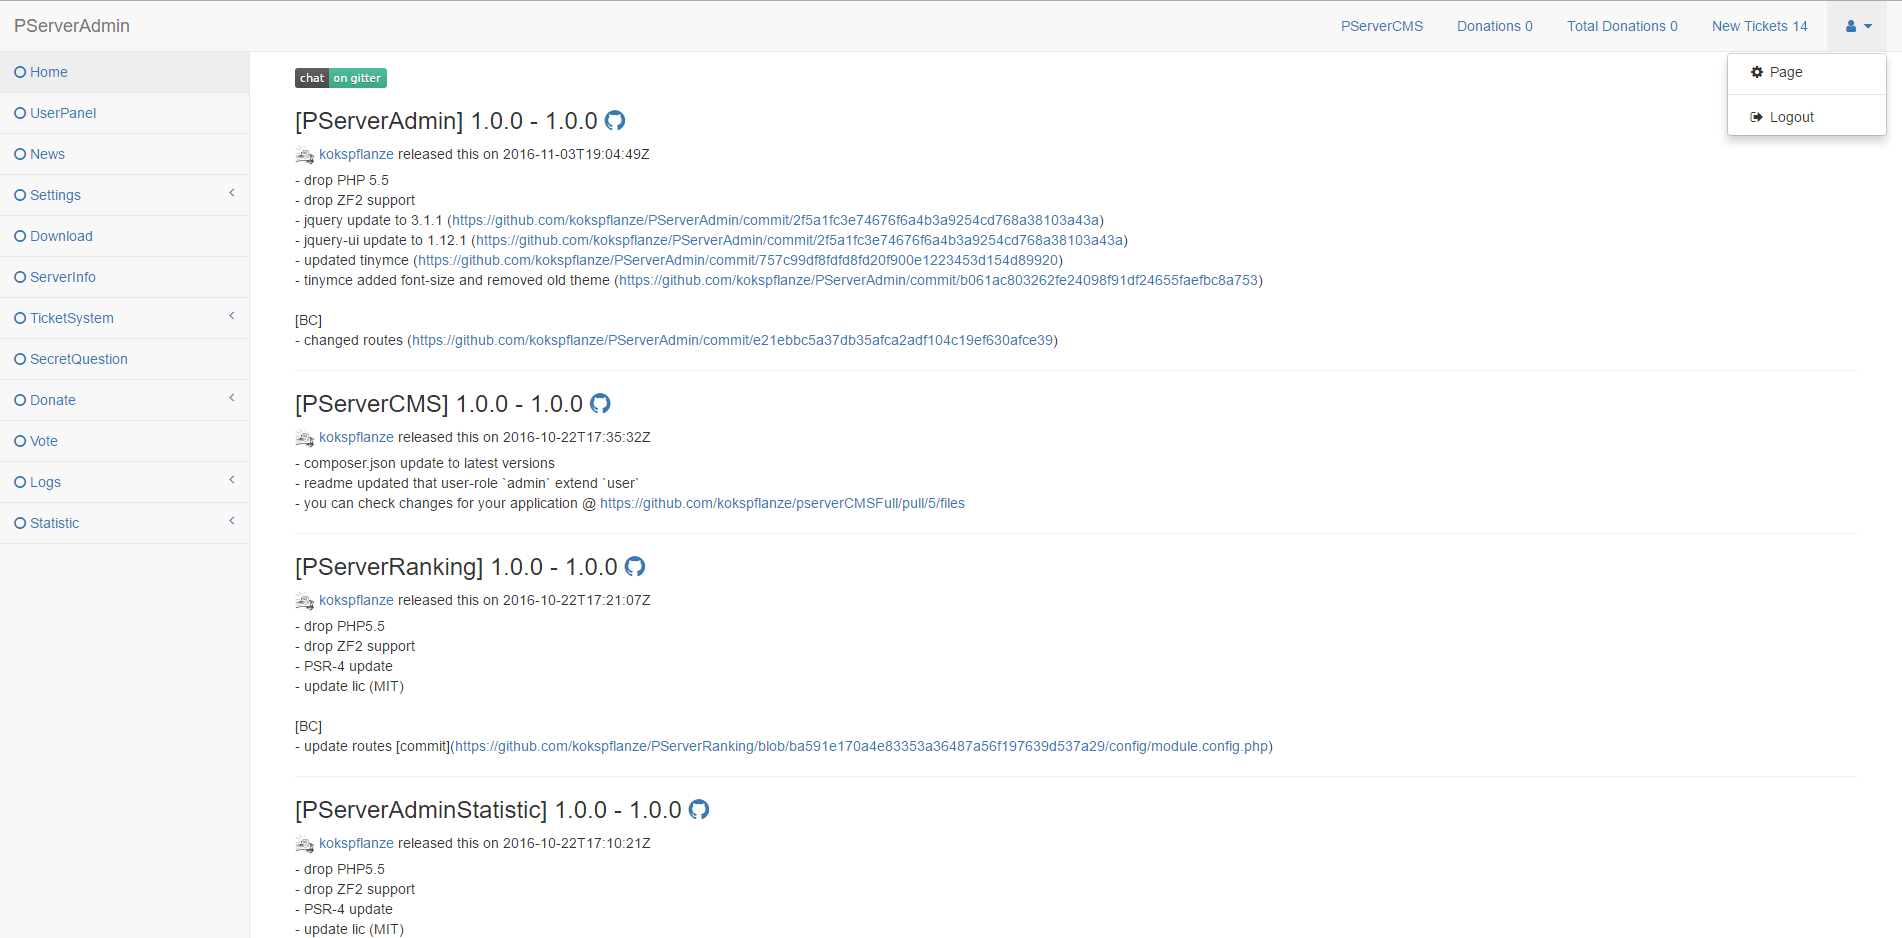 PServerAdmin
PServerCMS Donations 0 Total Donations 0 New Tickets 14
Page
Logout
Home
UserPanel
News
Settings
Download
ServerInfo
TicketSystem
SecretQuestion
Donate
Vote
Logs
Statistic
chat on gitter
[PServerAdmin] 1.0.0 - 1.0.0
kokspflanze released this on 2016-11-03T19:04:49Z
- drop PHP 5.5
- drop ZF2 support
- jquery update to 3.1.1 (https://github.com/kokspflanze/PServerAdmin/commit/2f5a1fc3e74676f6a4b3a9254cd768a38103a43a)
- jquery-ui update to 1.12.1 (https://github.com/kokspflanze/PServerAdmin/commit/2f5a1fc3e74676f6a4b3a9254cd768a38103a43a)
- updated tinymce (https://github.com/kokspflanze/PServerAdmin/commit/757c99df8fdfd8fd20f900e1223453d154d89920)
- tinymce added font-size and removed old theme (https://github.com/kokspflanze/PServerAdmin/commit/b061ac803262fe24098f91df24655faefbc8a753)
[BC]
- changed routes (https://github.com/kokspflanze/PServerAdmin/commit/e21ebbc5a37db35afca2adf104c19ef630afce39)
[PServerCMS] 1.0.0 - 1.0.0
kokspflanze released this on 2016-10-22T17:35:32Z
- composer.json update to latest versions
- readme updated that user-role `admin` extend `user`
- you can check changes for your application @ https://github.com/kokspflanze/pserverCMSFull/pull/5/files
[PServerRanking] 1.0.0 - 1.0.0
kokspflanze released this on 2016-10-22T17:21:07Z
- drop PHP5.5
- drop ZF2 support
- PSR-4 update
- update lic (MIT)
[BC]
- update routes [commit](https://github.com/kokspflanze/PServerRanking/blob/ba591e170a4e83353a36487a56f197639d537a29/config/module.config.php)
[PServerAdminStatistic] 1.0.0 - 1.0.0
kokspflanze released this on 2016-10-22T17:10:21Z
- drop PHP5.5
- drop ZF2 support
- PSR-4 update
- update lic (MIT)